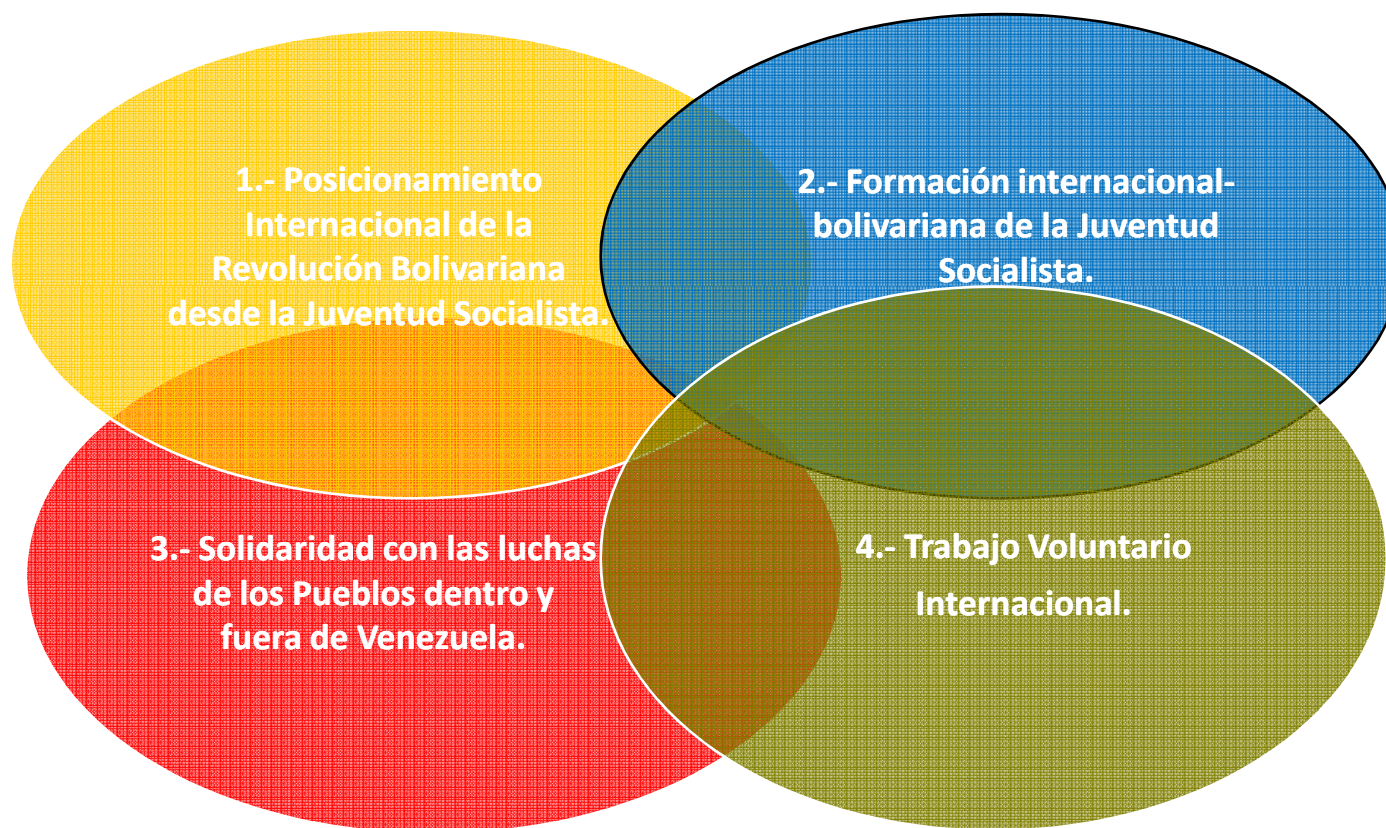 1.- Posicionamiento
Internacional de la
Revolución Bolivariana
desde la Juventud Socialista.
2.- Formación internacional-
bolivariana de la Juventud
Socialista.
3.- Solidaridad con las luchas
de los Pueblos dentro y
fuera de Venezuela.
4.- Trabajo Voluntario
Internacional.